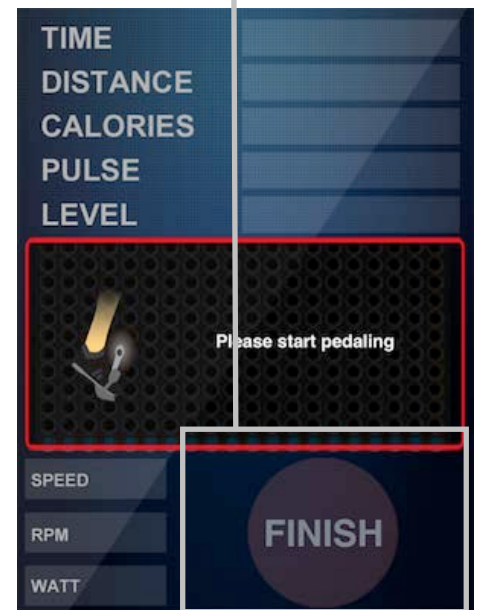 TIME
DISTANCE
CALORIES
PULSE
LEVEL
Please start pedaling
SPEED
RPM
WATT
FINISH